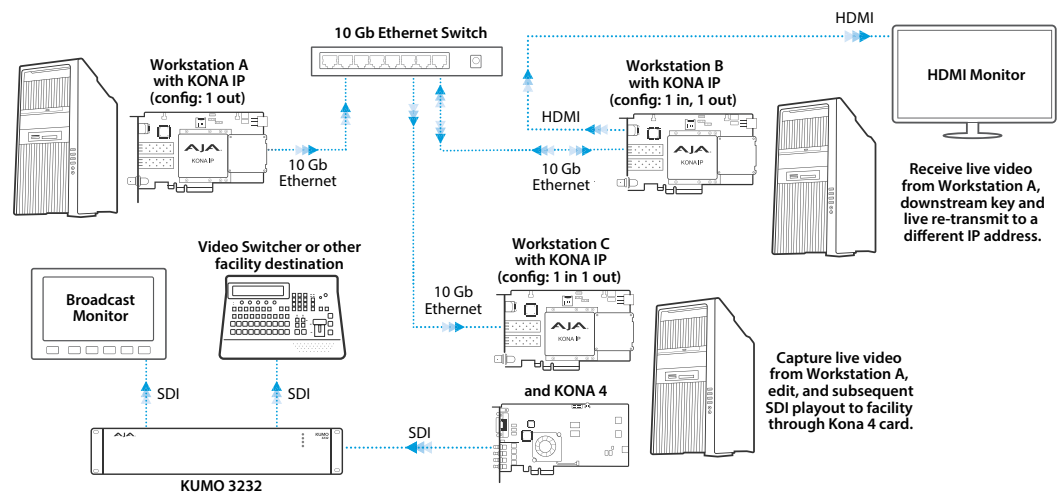 HDMI
10 Gb Ethernet Switch
Workstation A
with KONA IP
(config: 1 out)
Workstation B
with KONA IP
(config: 1 in, 1 out)
HDMI Monitor
HDMI
AJA
KONA IP
10 Gb
Ethernet
10 Gb
Ethernet
AJA
KONA IP
Receive live video
from Workstation A,
downstream key and
live re-transmit to a
different IP address.
Video Switcher or other
facility destination
Workstation C
with KONA IP
(config: 1 in 1 out)
Broadcast
Monitor
10 Gb
Ethernet
AJA
KONA IP
Capture live video
from Workstation A,
edit, and subsequent
SDI playout to facility
through Kona 4 card.
and KONA 4
SDI
SDI
SDI
AJA
KUMO
3232
KUMO 3232